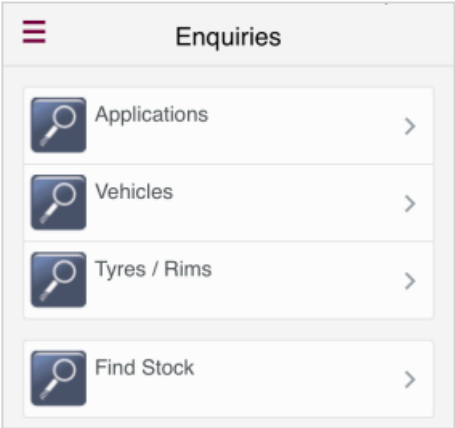 Enquiries
Applications
Vehicles
Tyres / Rims
Find Stock